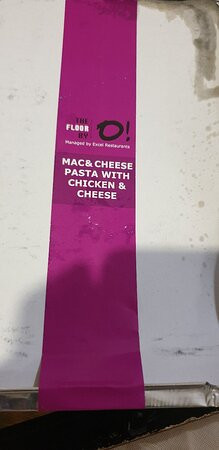 THE
FLOOR
BY
O!
Managed by Excel Restaurants
MAC& CHEESE
PASTA WITH
CHICKEN &
CHEESE